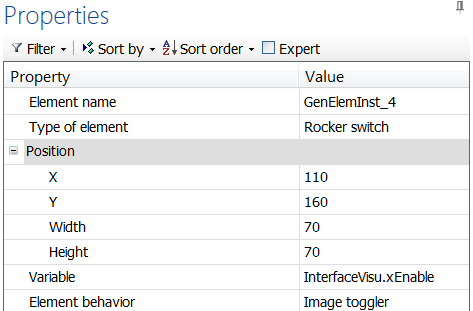 Properties
Filter Sort by Sort order Expert
Property Value
Element name GenElemInst_4
Type of element Rocker switch
Position
X 110
Y 160
Width 70
Height 70
Variable InterfaceVisu.xEnable
Element behavior Image toggler